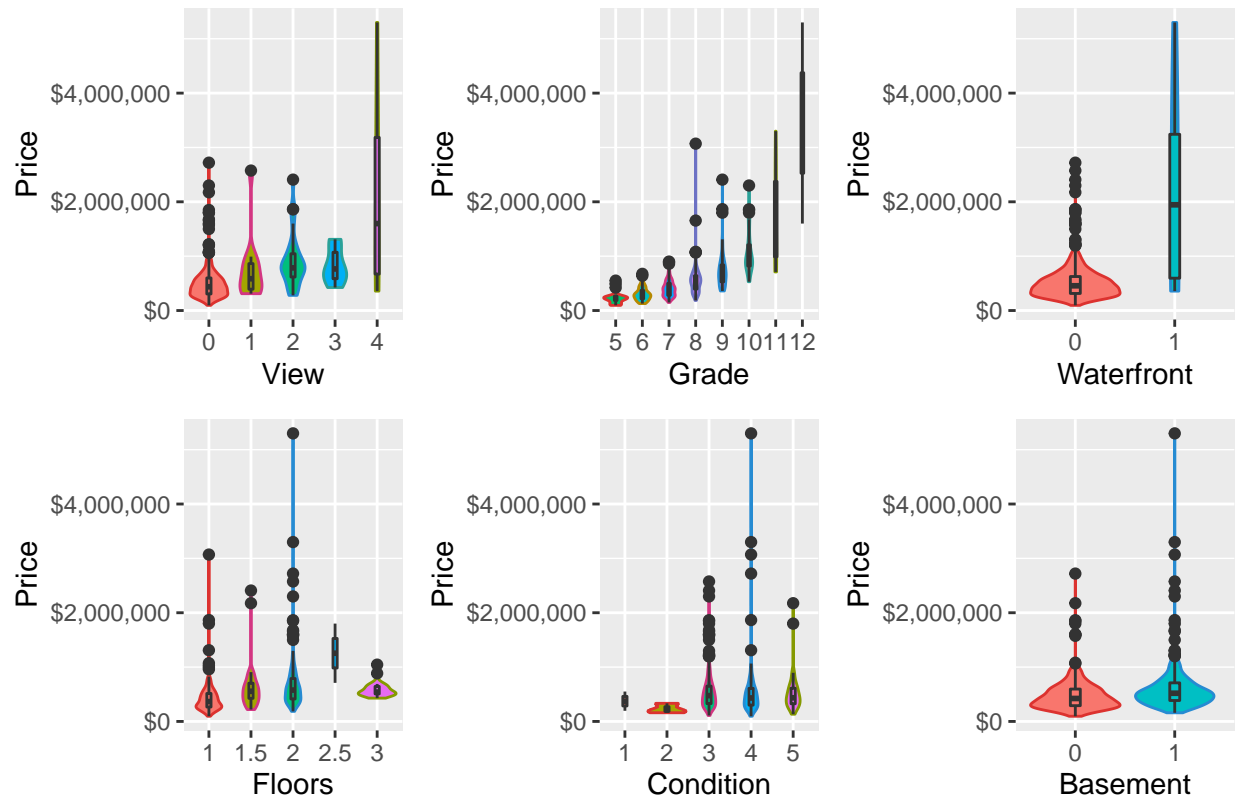 Price
$4,000,000
$2,000,000
$0
0 1 2 3 4
View
Price
$4,000,000
$2,000,000
$0
5 6 7 8 9 10 11 12
Grade
Price
$4,000,000
$2,000,000
$0
0 1
Waterfront
Price
$4,000,000
$2,000,000
$0
1 1.5 2 2.5 3
Floors
Price
$4,000,000
$2,000,000
$0
1 2 3 4 5
Condition
Price
$4,000,000
$2,000,000
$0
0 1
Basement